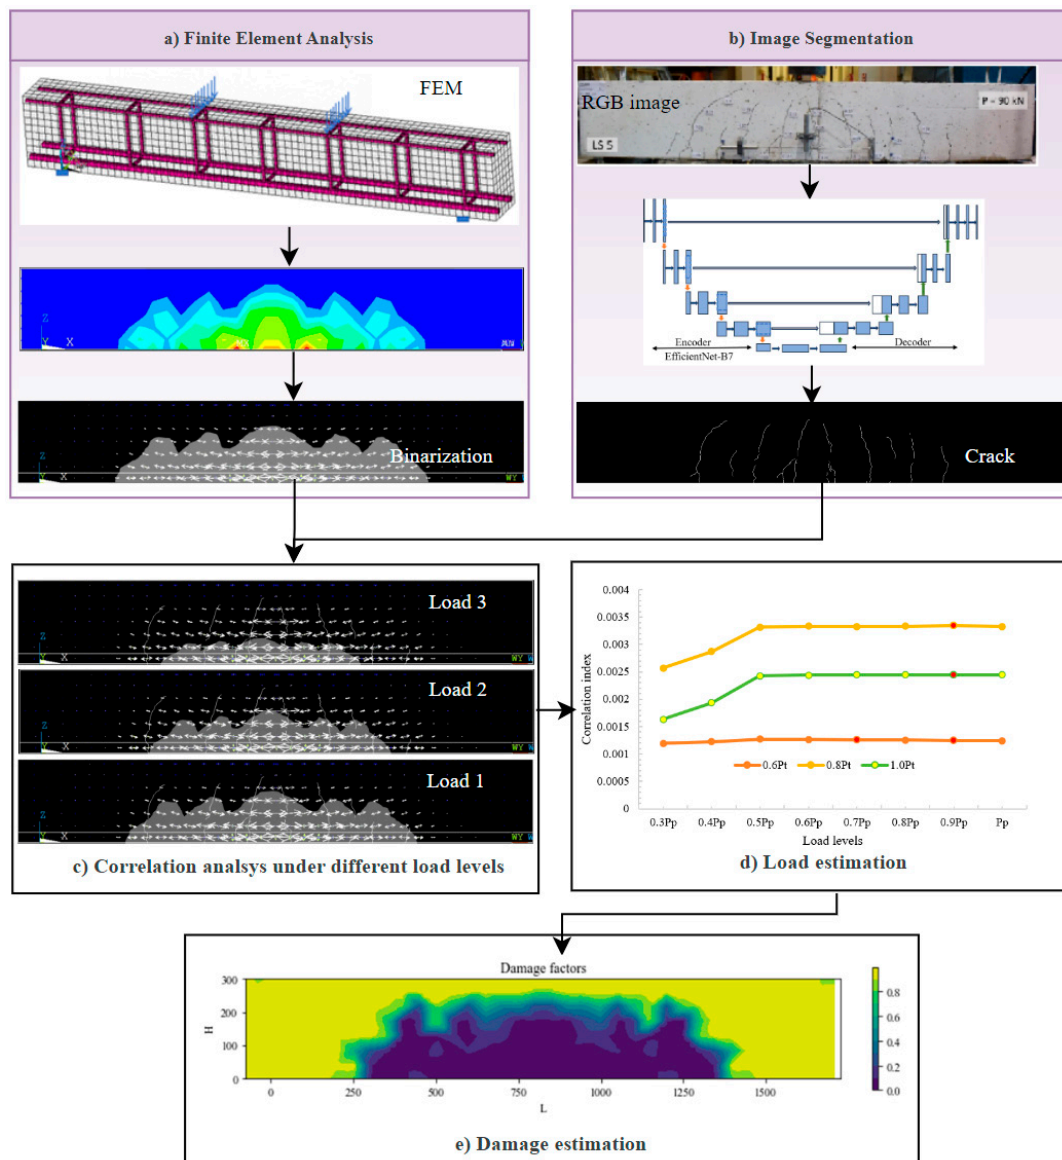 a) Finite Element Analysis
FEM
Z
Y X
Binarization
Z
Y X
WY
b) Image Segmentation
RGB image
P = 90 kN
LS 5
Encoder
Decoder
EfficientNet-B7
Crack
Load 3
Z
Y X
WY W
Load 2
Z
Y X
WY W
Load 1
Z
Y X
WY W
c) Correlation analsys under different load levels
0.004
0.0035
0.003
0.0025
0.002
0.0015
0.001
0.0005
0
Correlation index
0.6Pt 0.8Pt 1.0Pt
0.3Pp 0.4Pp 0.5Pp 0.6Pp 0.7Pp 0.8Pp 0.9Pp Pp
Load levels
d) Load estimation
Damage factors
300
200
100
0
H
0 250 500 750 1000 1250 1500
L
0.8
0.6
0.4
0.2
0.0
e) Damage estimation